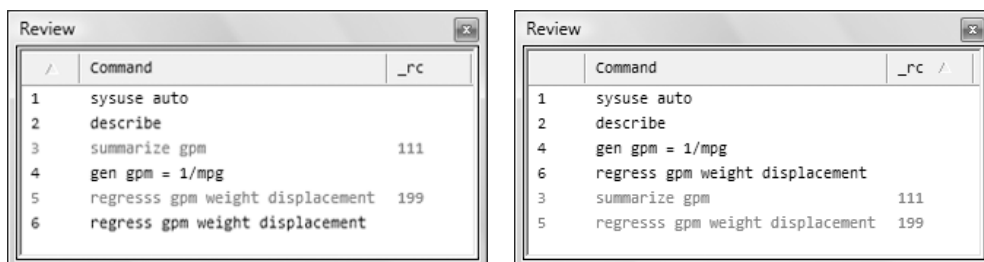 Review
Command _rc
1 sysuse auto
2 describe
3 summarize gpm 111
4 gen gpm = 1/mpg
5 regresss gpm weight displacement 199
6 regress gpm weight displacement
Review
Command _rc
1 sysuse auto
2 describe
4 gen gpm = 1/mpg
6 regress gpm weight displacement
3 summarize gpm 111
5 regresss gpm weight displacement 199